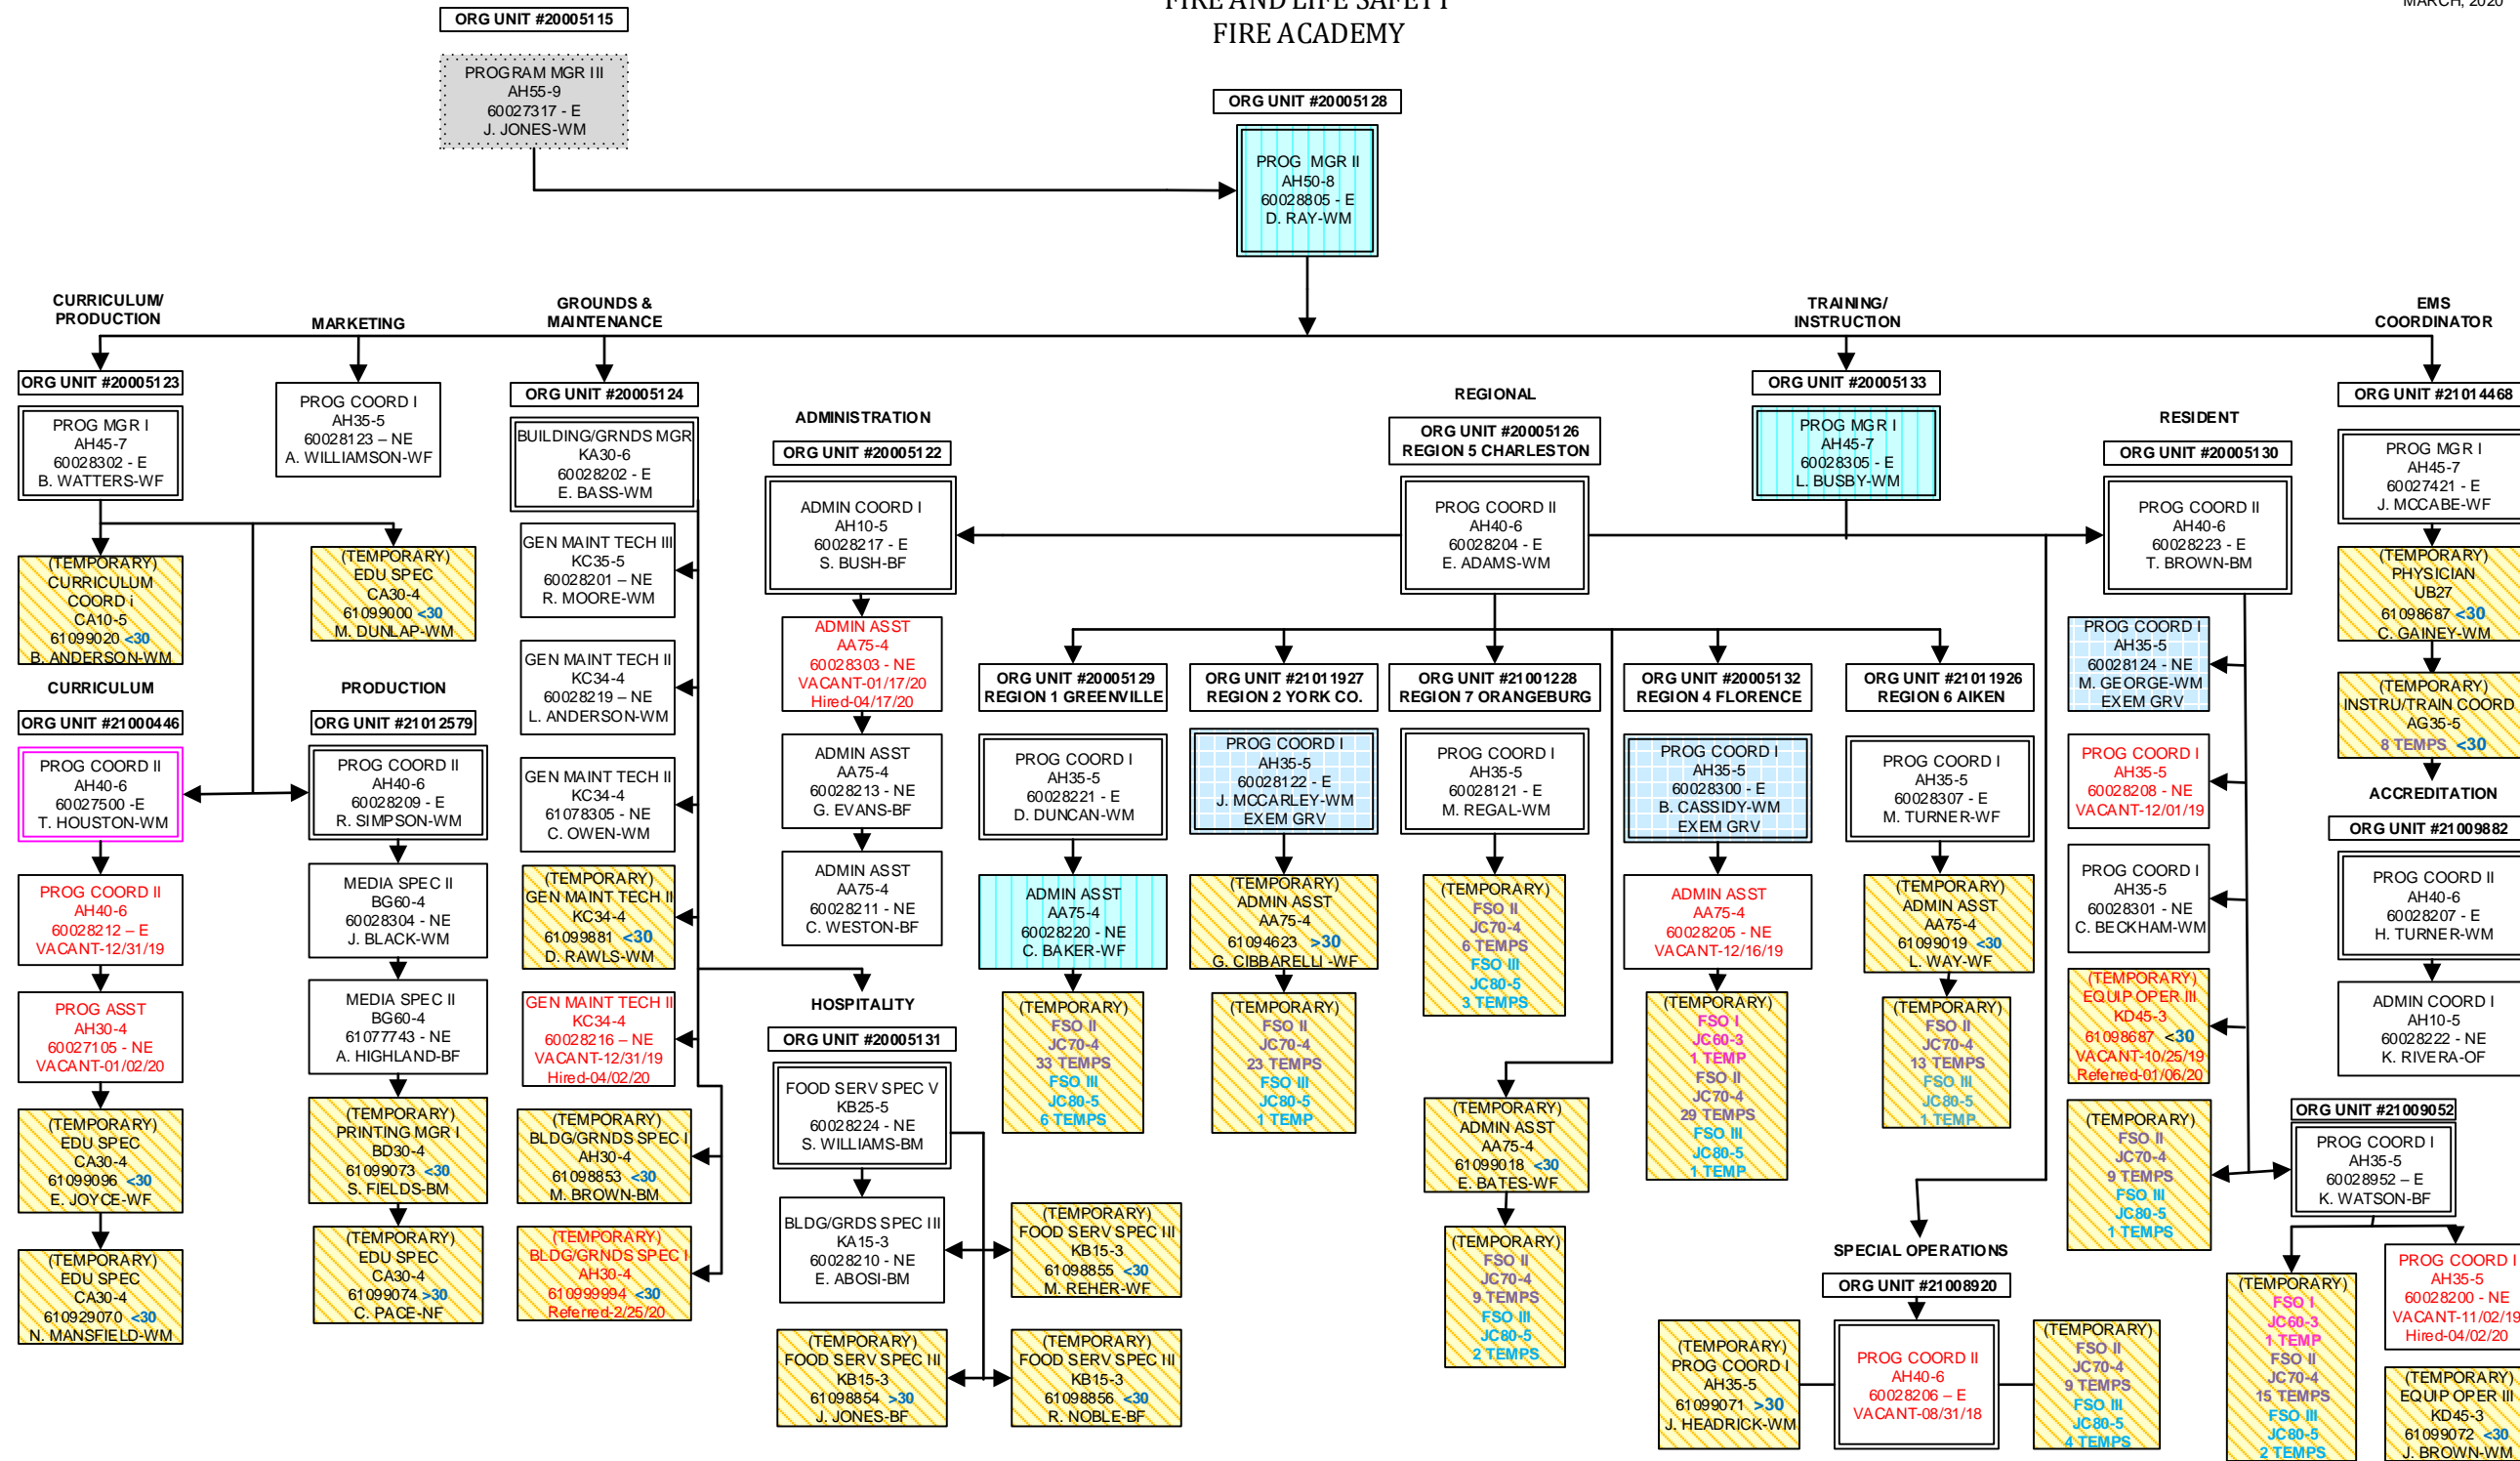 FIRE AND LIFE SAFETY
FIRE ACADEMY
MARCH, 2020
ORG UNIT #20005115
PROGRAM MGR III
AH55-9
60027317 - E
J. JONES-WM
ORG UNIT #20005128
PROG MGR II
AH50-8
60028805 - E
D. RAY-WM
CURRICULUM/
PRODUCTION
MARKETING
GROUNDS &
MAINTENANCE
TRAINING/
INSTRUCTION
EMS
COORDINATOR
ORG UNIT #20005123
PROG MGR I
AH45-7
60028302 - E
B. WATTERS-WF
(TEMPORARY)
CURRICULUM
COORD i
CA10-5
61099020 <30
B. ANDERSON-WM
(TEMPORARY)
EDU SPEC
CA30-4
61099000 <30
M. DUNLAP-WM
CURRICULUM
ORG UNIT #21000446
PROG COORD II
AH40-6
60027500 -E
T. HOUSTON-WM
PROG COORD II
AH40-6
60028212 – E
VACANT-12/31/19
PROG ASST
AH30-4
60027105 - NE
VACANT-01/02/20
(TEMPORARY)
EDU SPEC
CA30-4
61099096 <30
E. JOYCE-WF
(TEMPORARY)
EDU SPEC
CA30-4
610929070 <30
N. MANSFIELD-WM
PRODUCTION
ORG UNIT #21012579
PROG COORD II
AH40-6
60028209 - E
R. SIMPSON-WM
MEDIA SPEC II
BG60-4
60028304 - NE
J. BLACK-WM
MEDIA SPEC II
BG60-4
61077743 - NE
A. HIGHLAND-BF
(TEMPORARY)
PRINTING MGR I
BD30-4
61099073 <30
S. FIELDS-BM
(TEMPORARY)
EDU SPEC
CA30-4
61099074 >30
C. PACE-NF
PROG COORD I
AH35-5
60028123 – NE
A. WILLIAMSON-WF
ORG UNIT #20005124
BUILDING/GRNDS MGR
KA30-6
60028202 - E
E. BASS-WM
GEN MAINT TECH III
KC35-5
60028201 – NE
R. MOORE-WM
GEN MAINT TECH II
KC34-4
60028219 – NE
L. ANDERSON-WM
GEN MAINT TECH II
KC34-4
61078305 - NE
C. OWEN-WM
(TEMPORARY)
GEN MAINT TECH II
KC34-4
61099881 <30
D. RAWLS-WM
GEN MAINT TECH II
KC34-4
60028216 – NE
VACANT-12/31/19
Hired-04/02/20
(TEMPORARY)
BLDG/GRNDS SPEC I
AH30-4
61098853 <30
M. BROWN-BM
(TEMPORARY)
BLDG/GRNDS SPEC I
AH30-4
610999994 <30
Referred-2/25/20
ADMINISTRATION
ORG UNIT #20005122
ADMIN COORD I
AH10-5
60028217 - E
S. BUSH-BF
ADMIN ASST
AA75-4
60028303 - NE
VACANT-01/17/20
Hired-04/17/20
ADMIN ASST
AA75-4
60028213 - NE
G. EVANS-BF
ADMIN ASST
AA75-4
60028211 - NE
C. WESTON-BF
HOSPITALITY
ORG UNIT #20005131
FOOD SERV SPEC V
KB25-5
60028224 - NE
S. WILLIAMS-BM
BLDG/GRDS SPEC III
KA15-3
60028210 - NE
E. ABOSI-BM
(TEMPORARY)
FOOD SERV SPEC III
KB15-3
61098855 <30
M. REHER-WF
(TEMPORARY)
FOOD SERV SPEC III
KB15-3
61098854 >30
J. JONES-BF
(TEMPORARY)
FOOD SERV SPEC III
KB15-3
61098856 <30
R. NOBLE-BF
REGIONAL
ORG UNIT #20005126
REGION 5 CHARLESTON
PROG COORD II
AH40-6
60028204 - E
E. ADAMS-WM
ORG UNIT #20005129
REGION 1 GREENVILLE
PROG COORD I
AH35-5
60028221 - E
D. DUNCAN-WM
ADMIN ASST
AA75-4
60028220 - NE
C. BAKER-WF
(TEMPORARY)
FSO II
JC70-4
33 TEMPS
FSO III
JC80-5
6 TEMPS
ORG UNIT #21011927
REGION 2 YORK CO.
PROG COORD I
AH35-5
60028122 - E
J. MCCARLEY-WM
EXEM GRV
(TEMPORARY)
ADMIN ASST
AA75-4
61094623 >30
G. CIBBARELLI -WF
(TEMPORARY)
FSO II
JC70-4
23 TEMPS
FSO III
JC80-5
1 TEMP
ORG UNIT #21001228
REGION 7 ORANGEBURG
PROG COORD I
AH35-5
60028121 - E
M. REGAL-WM
(TEMPORARY)
FSO II
JC70-4
6 TEMPS
FSO III
JC80-5
3 TEMPS
(TEMPORARY)
ADMIN ASST
AA75-4
61099018 <30
E. BATES-WF
(TEMPORARY)
FSO II
JC70-4
9 TEMPS
FSO III
JC80-5
2 TEMPS
ORG UNIT #20005132
REGION 4 FLORENCE
PROG COORD I
AH35-5
60028300 - E
B. CASSIDY-WM
EXEM GRV
ADMIN ASST
AA75-4
60028205 - NE
VACANT-12/16/19
(TEMPORARY)
FSO I
JC60-3
1 TEMP
FSO II
JC70-4
29 TEMPS
FSO III
JC80-5
1 TEMP
ORG UNIT #21011926
REGION 6 AIKEN
PROG COORD I
AH35-5
60028307 - E
M. TURNER-WF
(TEMPORARY)
ADMIN ASST
AA75-4
61099019 <30
L. WAY-WF
(TEMPORARY)
FSO II
JC70-4
13 TEMPS
FSO III
JC80-5
1 TEMP
ORG UNIT #20005133
PROG MGR I
AH45-7
60028305 - E
L. BUSBY-WM
SPECIAL OPERATIONS
ORG UNIT #21008920
(TEMPORARY)
PROG COORD I
AH35-5
61099071 >30
J. HEADRICK-WM
PROG COORD II
AH40-6
60028206 – E
VACANT-08/31/18
(TEMPORARY)
FSO II
JC70-4
9 TEMPS
FSO III
JC80-5
4 TEMPS
RESIDENT
ORG UNIT #20005130
PROG COORD II
AH40-6
60028223 - E
T. BROWN-BM
PROG COORD I
AH35-5
60028124 - NE
M. GEORGE-WM
EXEM GRV
PROG COORD I
AH35-5
60028208 - NE
VACANT-12/01/19
PROG COORD I
AH35-5
60028301 - NE
C. BECKHAM-WM
(TEMPORARY)
EQUIP OPER III
KD45-3
61098687 <30
VACANT-10/25/19
Referred-01/06/20
(TEMPORARY)
FSO II
JC70-4
9 TEMPS
FSO III
JC80-5
1 TEMPS
ORG UNIT #21009052
PROG COORD I
AH35-5
60028952 – E
K. WATSON-BF
(TEMPORARY)
FSO I
JC60-3
1 TEMP
FSO II
JC70-4
15 TEMPS
FSO III
JC80-5
2 TEMPS
PROG COORD I
AH35-5
60028200 - NE
VACANT-11/02/19
Hired-04/02/20
(TEMPORARY)
EQUIP OPER III
KD45-3
61099072 <30
J. BROWN-WM
ORG UNIT #21014468
PROG MGR I
AH45-7
60027421 - E
J. MCCABE-WF
(TEMPORARY)
PHYSICIAN
UB27
61098687 <30
C. GAINEY-WM
(TEMPORARY)
INSTRU/TRAIN COORD
AG35-5
8 TEMPS <30
ACCREDITATION
ORG UNIT #21009882
PROG COORD II
AH40-6
60028207 - E
H. TURNER-WM
ADMIN COORD I
AH10-5
60028222 - NE
K. RIVERA-OF